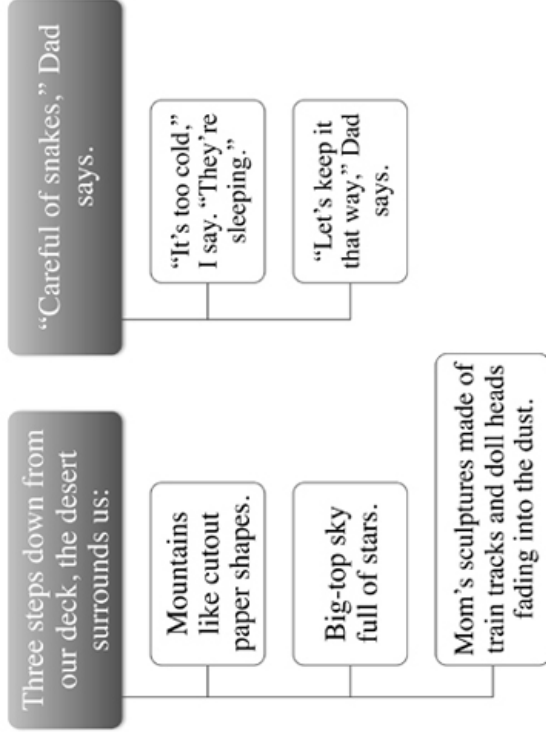 Three steps down from
our deck, the desert
surrounds us:
Mountains
like cutout
paper shapes.
Big-top sky
full of stars.
Mom’s sculptures made of
train tracks and doll heads
fading into the dust.
“Careful of snakes,” Dad
says.
“It’s too cold,”
I say. “They’re
sleeping.”
“Let’s keep it
that way,” Dad
says.